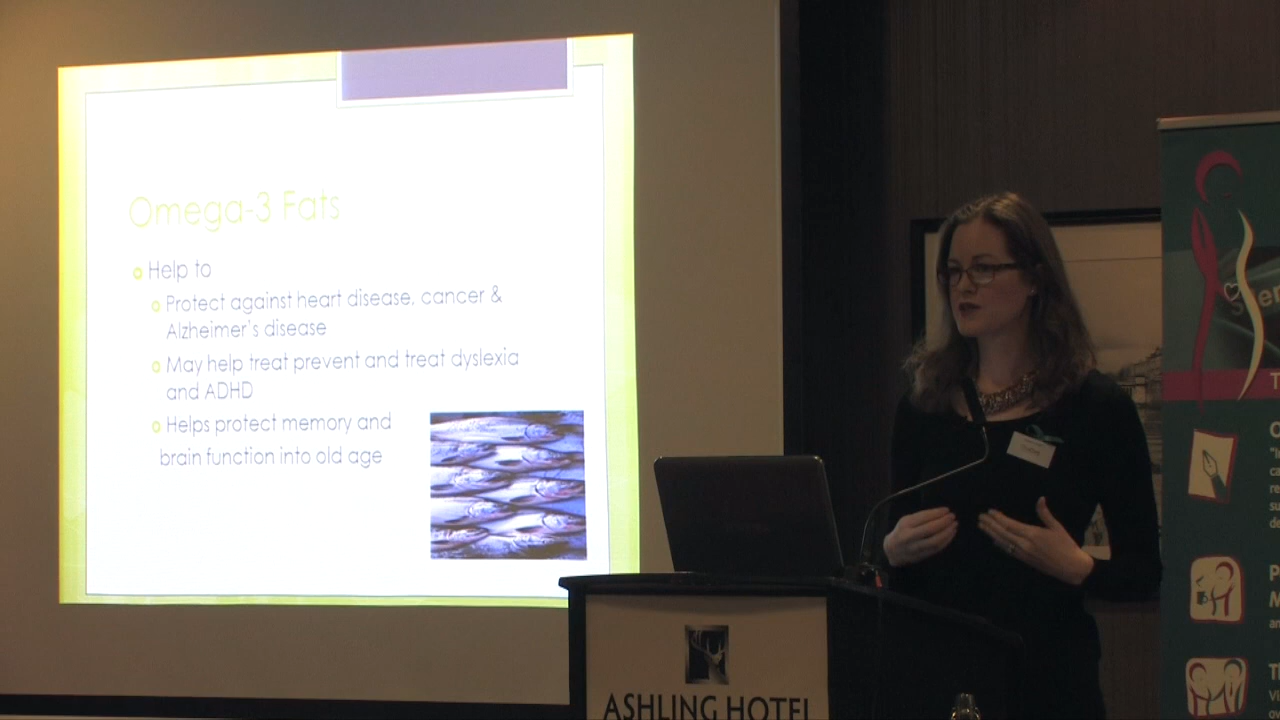 Omega-3 Fats
Help to
Protect against heart disease, cancer &
Alzheimer's disease
May help treat prevent and treat dyslexia
and ADHD
Helps protect memory and
brain function into old age
ASHLING HOTEL